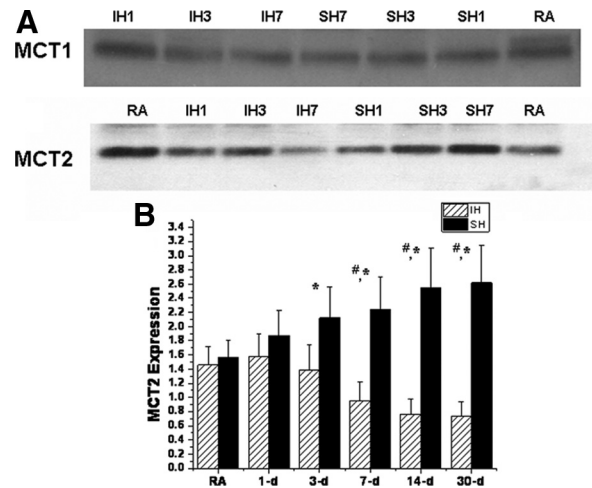 A
IH1 IH3 IH7 SH7 SH3 SH1 RA
MCT1
RA IH1 IH3 IH7 SH1 SH3 SH7 RA
MCT2
B
IH
SH
MCT2 Expression
3.4
3.2
3.0
2.8
2.6
2.4
2.2
2.0
1.8
1.6
1.4
1.2
1.0
0.8
0.6
0.4
0.2
0.0
*
#,*
#,*
#,*
RA 1-d 3-d 7-d 14-d 30-d